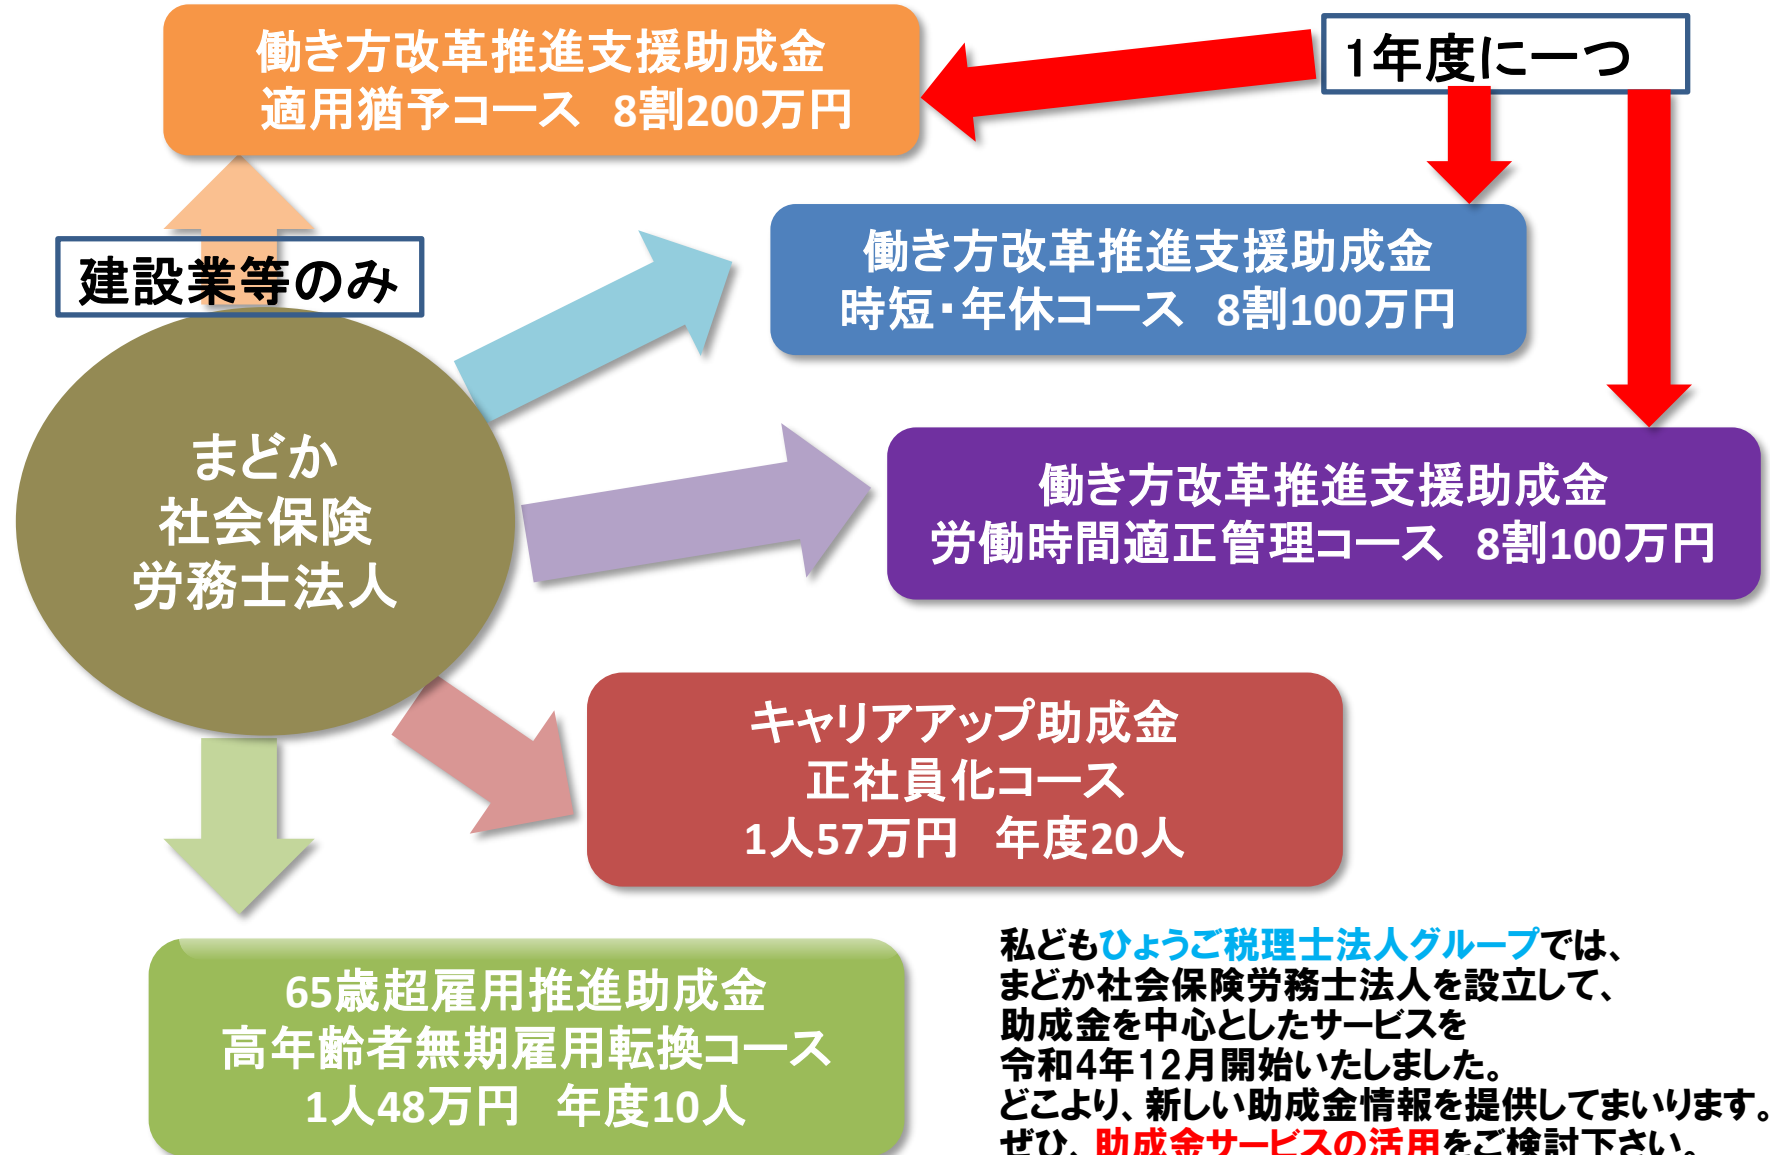 働き方改革推進支援助成金
適用猶予コース　8割200万円
1年度に一つ
建設業等のみ
働き方改革推進支援助成金
時短・年休コース　8割100万円
まどか
社会保険
労務士法人
働き方改革推進支援助成金
労働時間適正管理コース　8割100万円
キャリアアップ助成金
正社員化コース
1人57万円　年度20人
65歳超雇用推進助成金
高年齢者無期雇用転換コース
1人48万円　年度10人
私どもひょうご税理士法人グループでは、
まどか社会保険労務士法人を設立して、
助成金を中心としたサービスを
令和4年12月開始いたしました。
どこより、新しい助成金情報を提供してまいります。
ぜひ、助成金サービスの活用をご検討下さい。